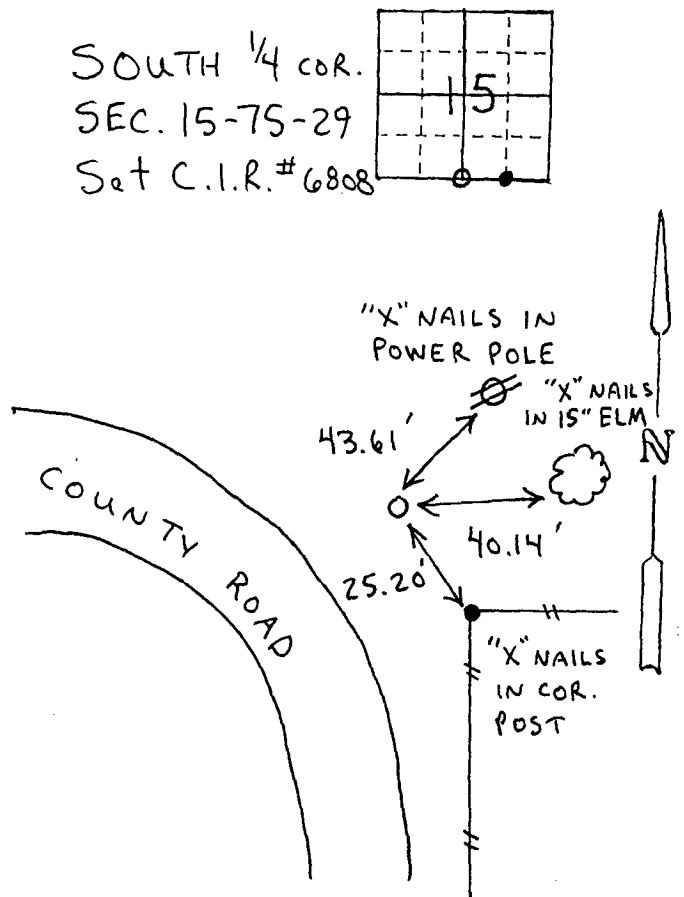 SOUTH 1/4 COR.
SEC. 15-75-29
Set C.I.R.# 6808
15
"X" NAILS IN
POWER POLE
"X" NAILS
IN 15" ELM
43.61'
N
COUNTY ROAD
40.14'
25.20'
"X" NAILS
IN COR.
POST